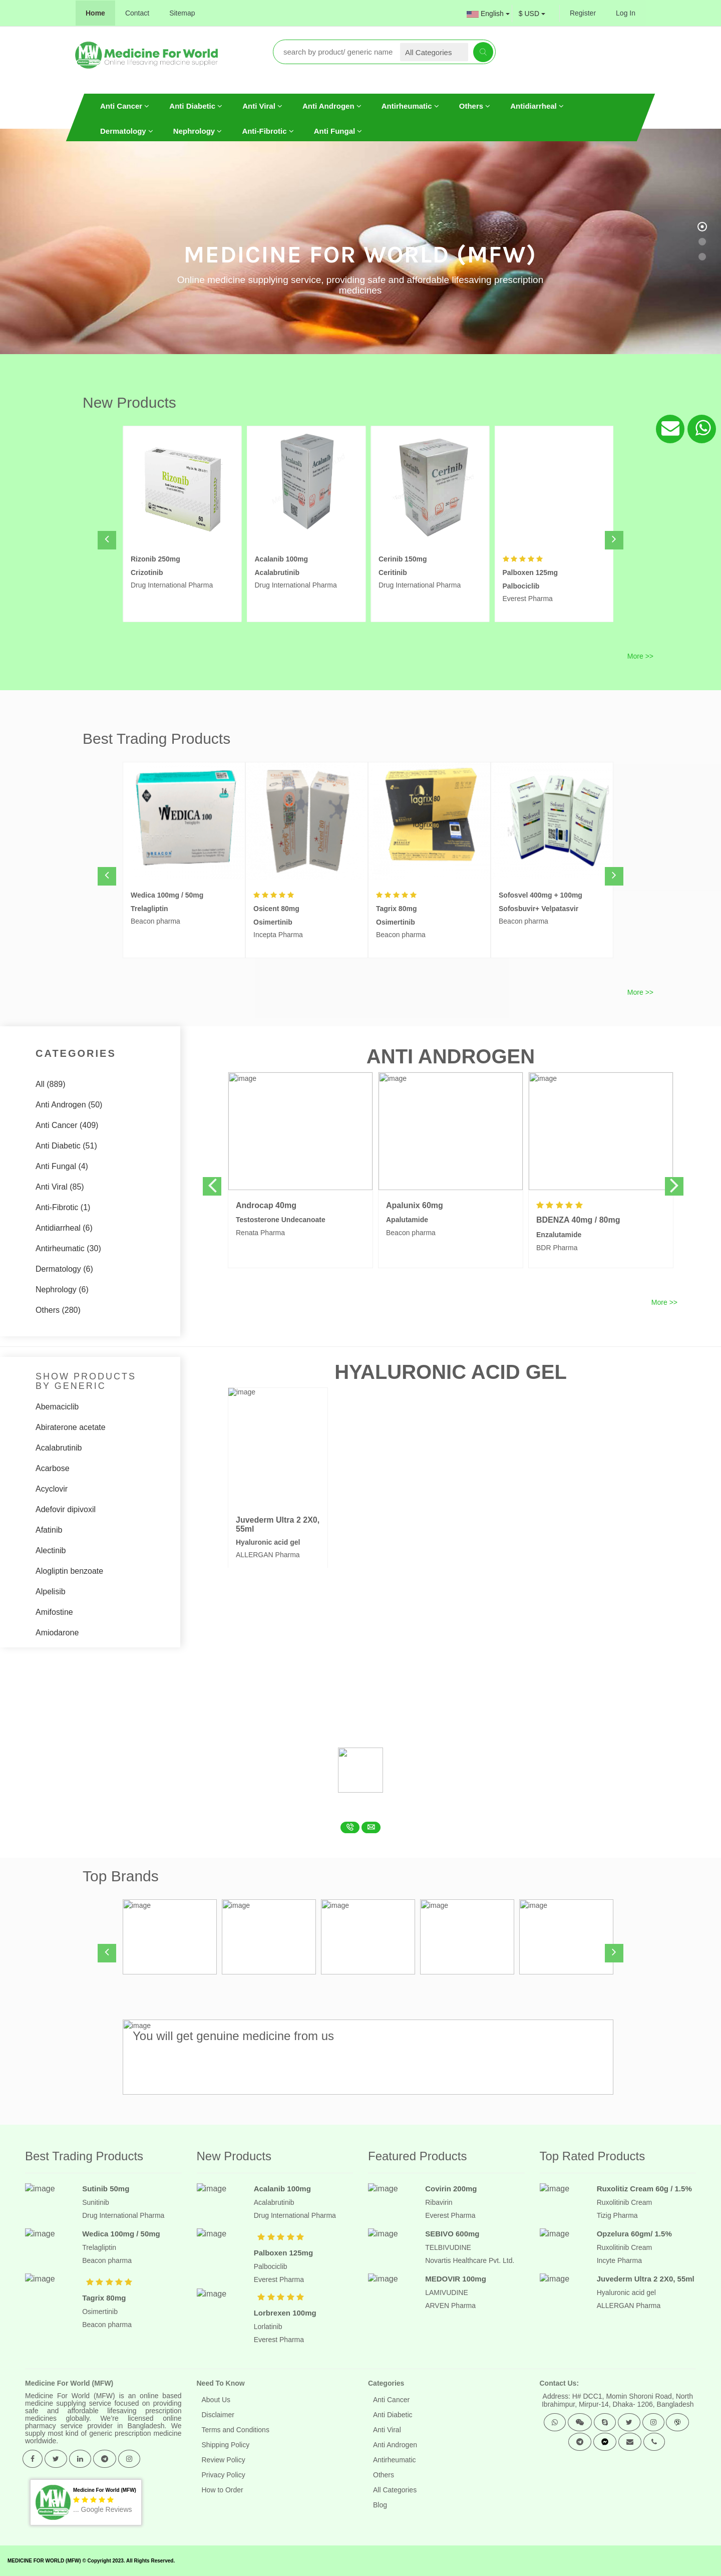 Home
Contact
Sitemap
English
$ USD
Register
Log In
Medicine For World
Online lifesaving medicine supplier
search by product/ generic name
All Categories
Anti Cancer
Anti Diabetic
Anti Viral
Anti Androgen
Antirheumatic
Others
Antidiarrheal
Dermatology
Nephrology
Anti-Fibrotic
Anti Fungal
MEDICINE FOR WORLD (MFW)
Online medicine supplying service, providing safe and affordable lifesaving prescription
medicines
New Products
Rizonib
Acalanib
Cerinib
Rizonib 250mg
Crizotinib
Drug International Pharma
Acalanib 100mg
Acalabrutinib
Drug International Pharma
Cerinib 150mg
Ceritinib
Drug International Pharma
Palboxen 125mg
Palbociclib
Everest Pharma
More >>
Best Trading Products
WEDICA 100
BEACON
Tagrix 80
Sofosvel
Wedica 100mg / 50mg
Trelagliptin
Beacon pharma
Osicent 80mg
Osimertinib
Incepta Pharma
Tagrix 80mg
Osimertinib
Beacon pharma
Sofosvel 400mg + 100mg
Sofosbuvir+ Velpatasvir
Beacon pharma
More >>
CATEGORIES
All (889)
Anti Androgen (50)
Anti Cancer (409)
Anti Diabetic (51)
Anti Fungal (4)
Anti Viral (85)
Anti-Fibrotic (1)
Antidiarrheal (6)
Antirheumatic (30)
Dermatology (6)
Nephrology (6)
Others (280)
ANTI ANDROGEN
image
image
image
Androcap 40mg
Testosterone Undecanoate
Renata Pharma
Apalunix 60mg
Apalutamide
Beacon pharma
BDENZA 40mg / 80mg
Enzalutamide
BDR Pharma
More >>
SHOW PRODUCTS
BY GENERIC
Abemaciclib
Abiraterone acetate
Acalabrutinib
Acarbose
Acyclovir
Adefovir dipivoxil
Afatinib
Alectinib
Alogliptin benzoate
Alpelisib
Amifostine
Amiodarone
HYALURONIC ACID GEL
image
Juvederm Ultra 2 2X0,
55ml
Hyaluronic acid gel
ALLERGAN Pharma
Top Brands
image
image
image
image
image
image
You will get genuine medicine from us
Best Trading Products
image
Sutinib 50mg
Sunitinib
Drug International Pharma
image
Wedica 100mg / 50mg
Trelagliptin
Beacon pharma
image
Tagrix 80mg
Osimertinib
Beacon pharma
New Products
image
Acalanib 100mg
Acalabrutinib
Drug International Pharma
image
Palboxen 125mg
Palbociclib
Everest Pharma
image
Lorbrexen 100mg
Lorlatinib
Everest Pharma
Featured Products
image
Covirin 200mg
Ribavirin
Everest Pharma
image
SEBIVO 600mg
TELBIVUDINE
Novartis Healthcare Pvt. Ltd.
image
MEDOVIR 100mg
LAMIVUDINE
ARVEN Pharma
Top Rated Products
image
Ruxolitiz Cream 60g / 1.5%
Ruxolitinib Cream
Tizig Pharma
image
Opzelura 60gm/ 1.5%
Ruxolitinib Cream
Incyte Pharma
image
Juvederm Ultra 2 2X0, 55ml
Hyaluronic acid gel
ALLERGAN Pharma
Medicine For World (MFW)
Medicine For World (MFW) is an online based
medicine supplying service focused on providing
safe and affordable lifesaving prescription
medicines globally. We're licensed online
pharmacy service provider in Bangladesh. We
supply most kind of generic prescription medicine
worldwide.
Medicine For World (MFW)
... Google Reviews
Need To Know
About Us
Disclaimer
Terms and Conditions
Shipping Policy
Review Policy
Privacy Policy
How to Order
Categories
Anti Cancer
Anti Diabetic
Anti Viral
Anti Androgen
Antirheumatic
Others
All Categories
Blog
Contact Us:
Address: H# DCC1, Momin Shoroni Road, North
Ibrahimpur, Mirpur-14, Dhaka- 1206, Bangladesh
MEDICINE FOR WORLD (MFW) © Copyright 2023. All Rights Reserved.